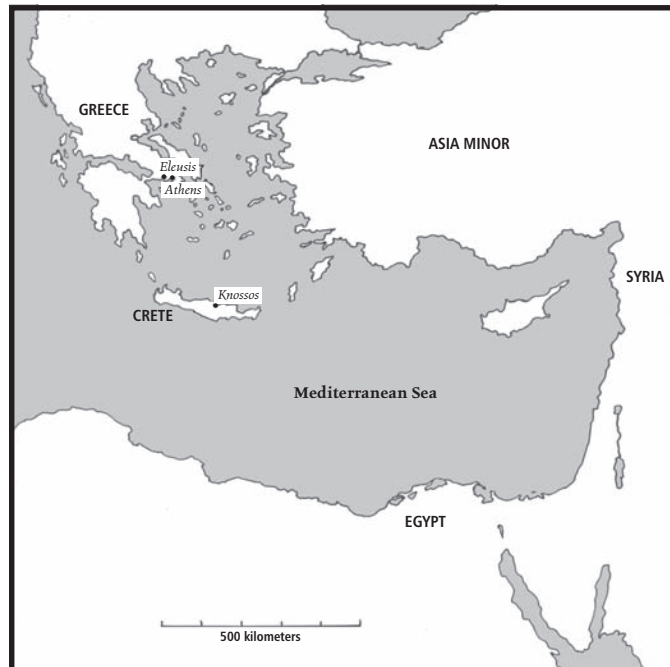 GREECE
ASIA MINOR
Eleusis
Athens
SYRIA
Knossos
CRETE
Mediterranean Sea
EGYPT
500 kilometers